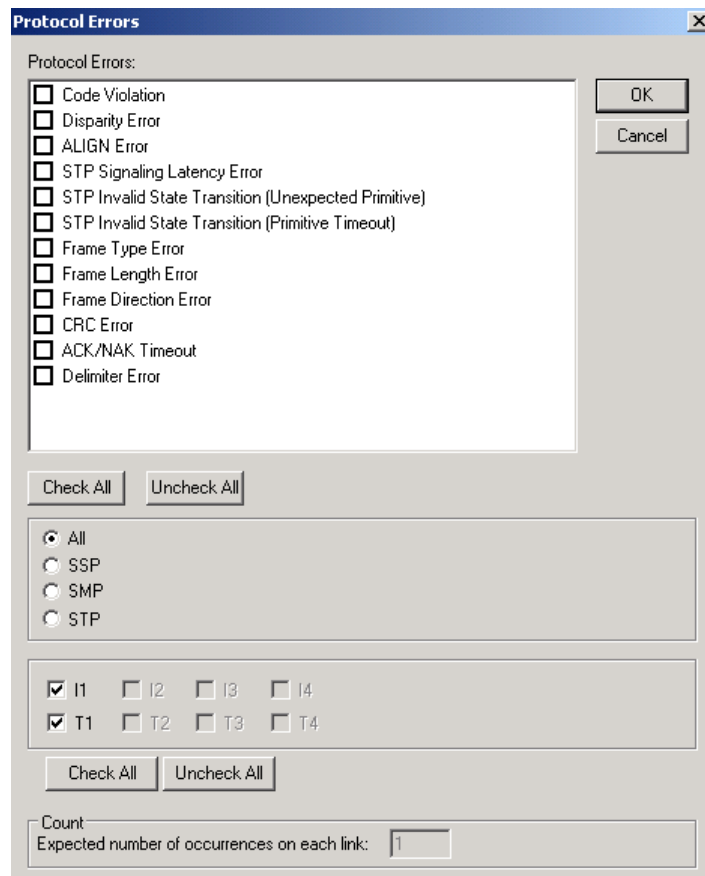 Protocol Errors
Protocol Errors:
Code Violation
Disparity Error
ALIGN Error
STP Signaling Latency Error
STP Invalid State Transition (Unexpected Primitive)
STP Invalid State Transition (Primitive Timeout)
Frame Type Error
Frame Length Error
Frame Direction Error
CRC Error
ACK/NAK Timeout
Delimiter Error
OK
Cancel
Check All Uncheck All
All
SSP
SMP
STP
I1 I2 I3 I4
T1 T2 T3 T4
Check All Uncheck All
Count
Expected number of occurrences on each link: 1